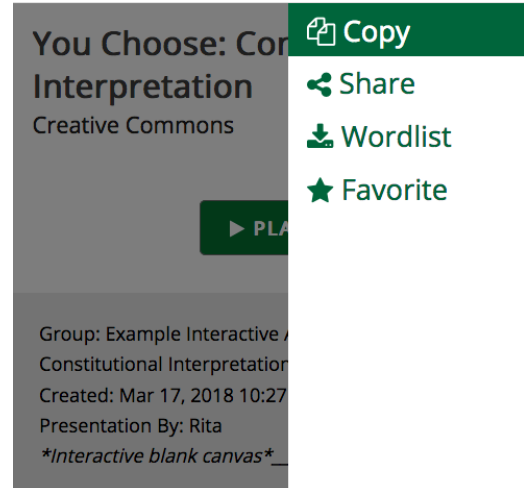 You Choose: Con
Interpretation
Creative Commons
PLA
Group: Example Interactive
Constitutional Interpretation
Created: Mar 17, 2018 10:27
Presentation By: Rita
*Interactive blank canvas*__
Copy
Share
Wordlist
Favorite